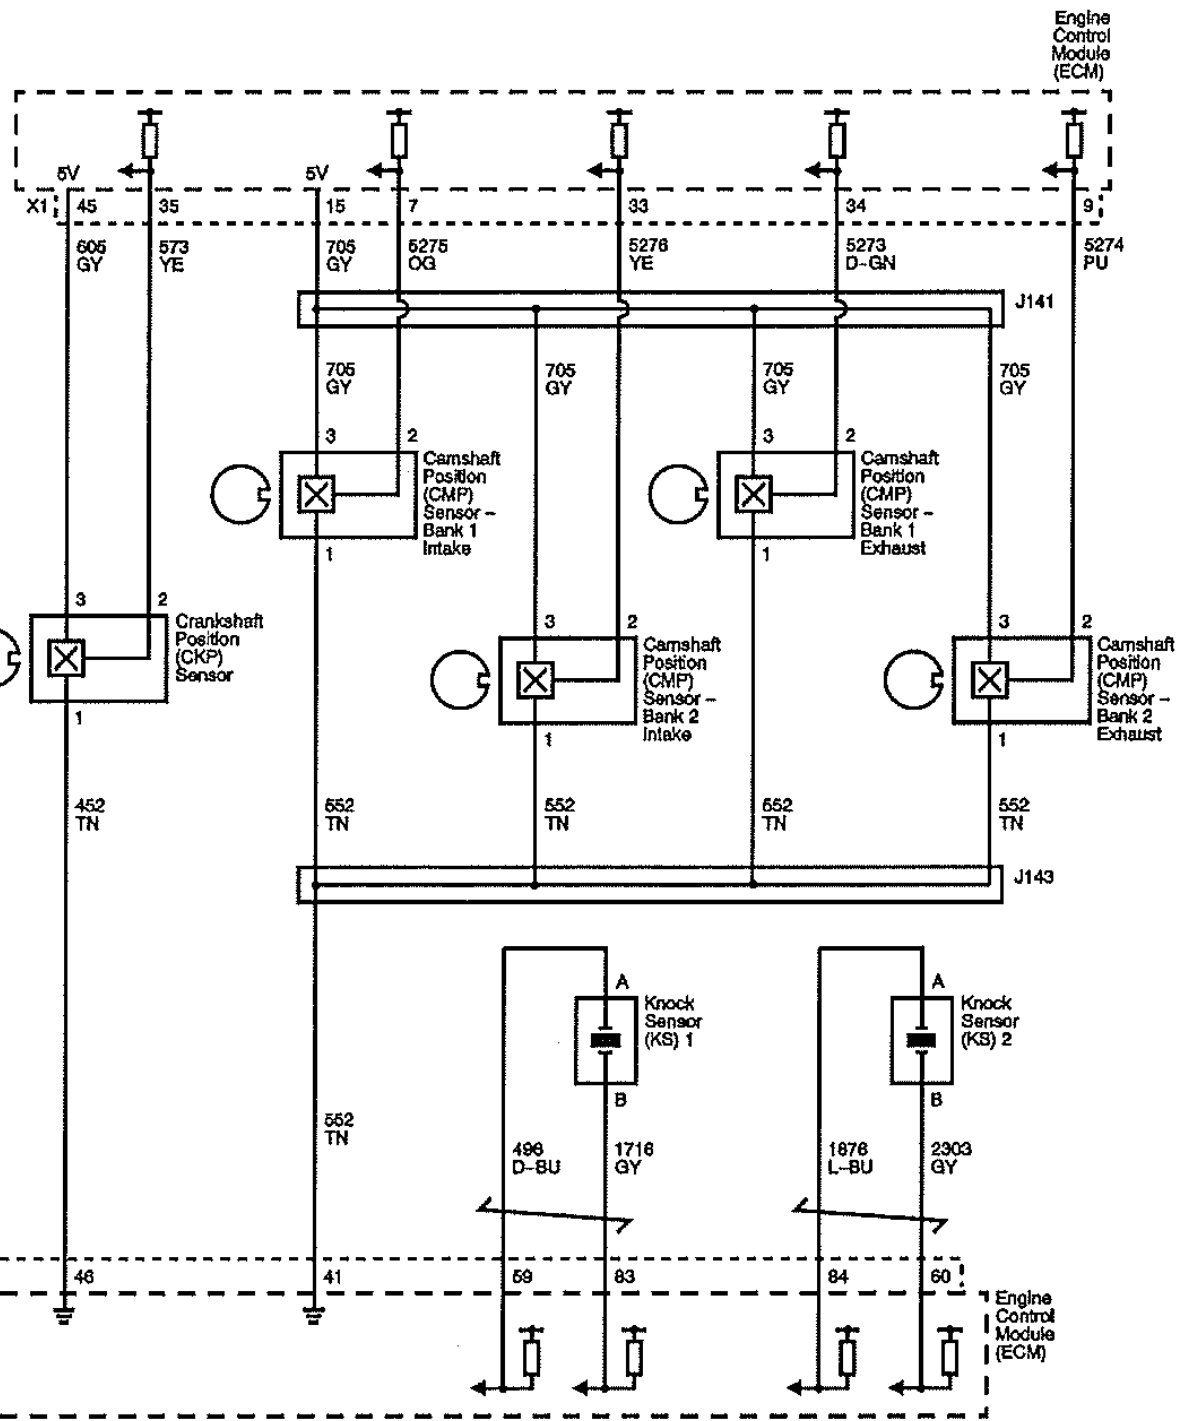 Engine
Control
Module
(ECM)
5V
5V
X1
45
35
15
7
33
34
9
605
GY
573
YE
705
GY
5275
OG
5276
YE
5273
D-GN
5274
PU
J141
705
GY
705
GY
705
GY
705
GY
3
2
Camshaft
Position
(CMP)
Sensor –
Bank 1
Intake
1
3
2
Camshaft
Position
(CMP)
Sensor –
Bank 1
Exhaust
1
3
2
Crankshaft
Position
(CKP)
Sensor
1
3
2
Camshaft
Position
(CMP)
Sensor –
Bank 2
Intake
1
3
2
Camshaft
Position
(CMP)
Sensor –
Bank 2
Exhaust
1
452
TN
552
TN
552
TN
552
TN
552
TN
J143
A
Knock
Sensor
(KS) 1
B
A
Knock
Sensor
(KS) 2
B
552
TN
496
D-BU
1716
GY
1876
L-BU
2303
GY
46
41
59
83
84
60
Engine
Control
Module
(ECM)